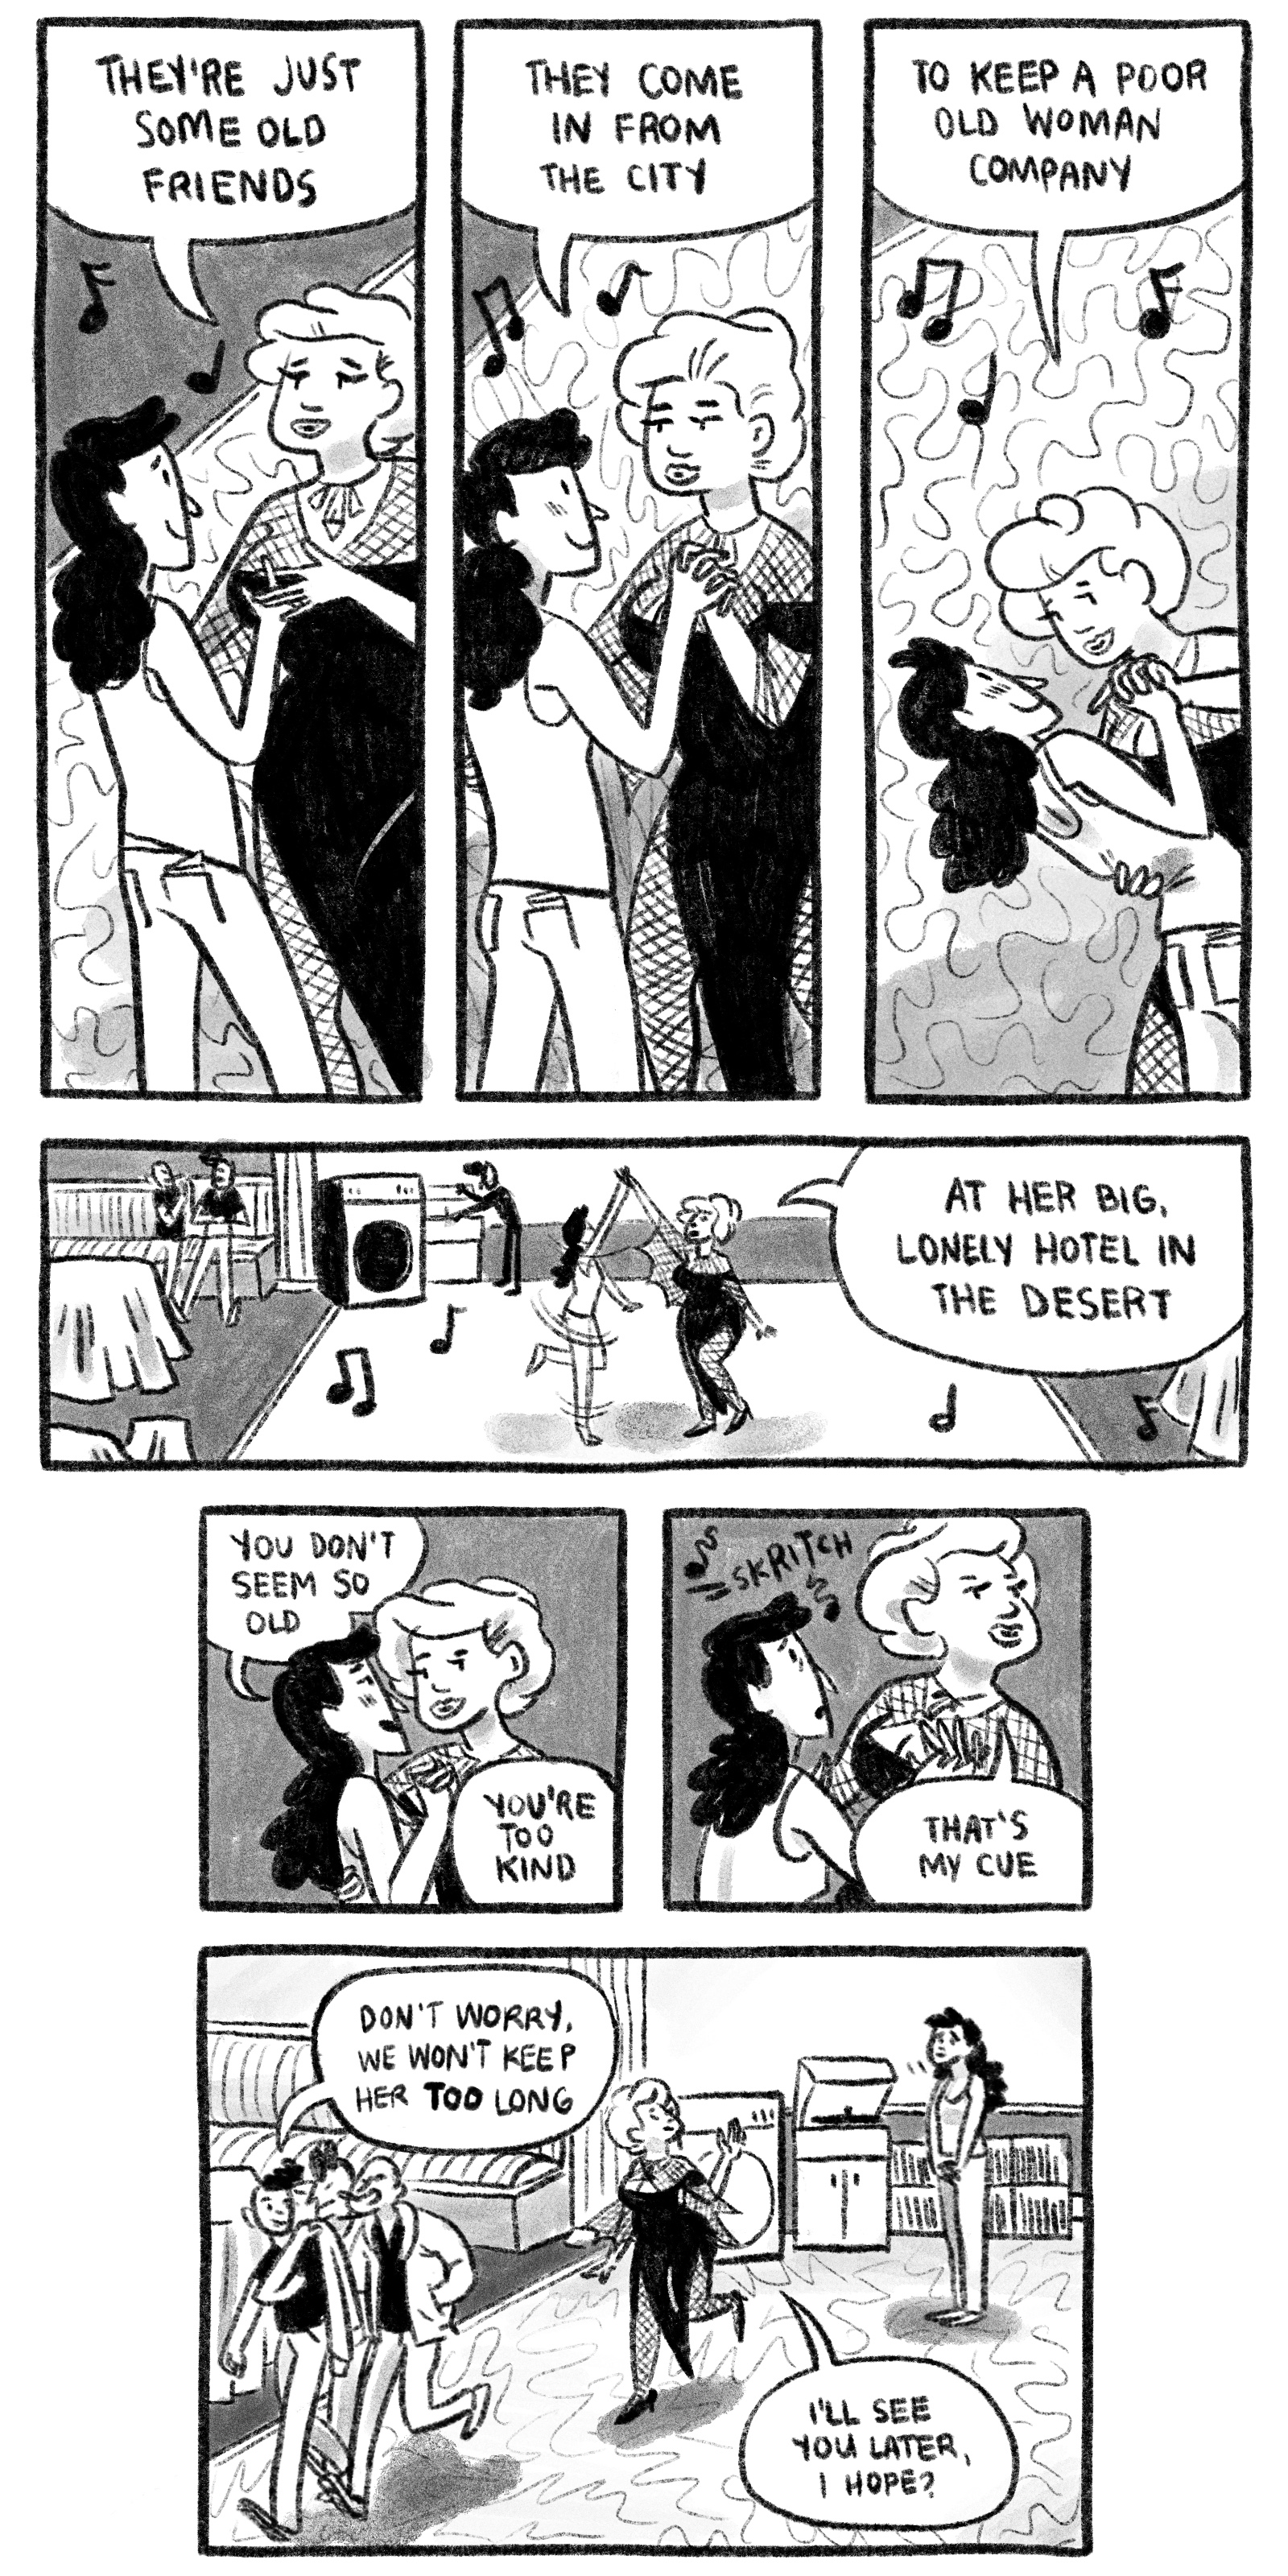 THEY'RE JUST
SOME OLD
FRIENDS
THEY COME
IN FROM
THE CITY
TO KEEP A POOR
OLD WOMAN
COMPANY
AT HER BIG,
LONELY HOTEL IN
THE DESERT
YOU DON'T
SEEM SO
OLD
YOU'RE
TOO
KIND
SKRITCH
THAT'S
MY CUE
DON'T WORRY,
WE WON'T KEEP
HER TOO LONG
I'LL SEE
YOU LATER,
I HOPE?